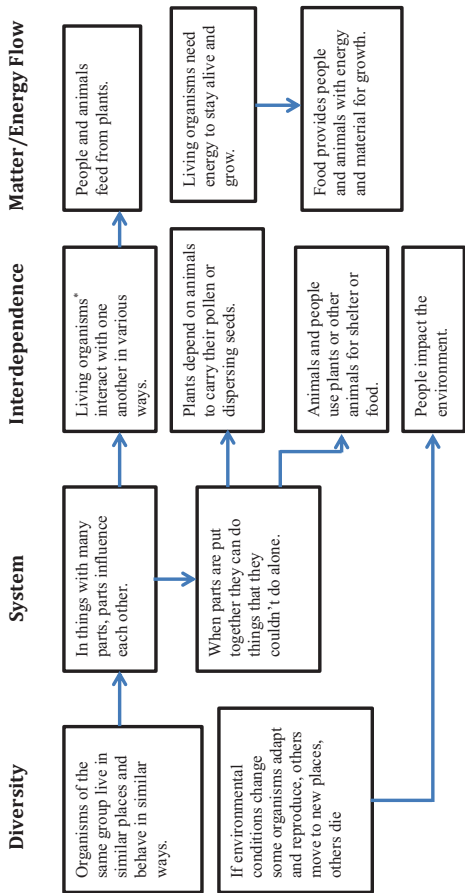 Diversity
Organisms of the
same group live in
similar places and
behave in similar
ways.
If environmental
conditions change
some organisms adapt
and reproduce, others
move to new places,
others die
System
In things with many
parts, parts influence
each other.
When parts are put
together they can do
things that they
couldn't do alone.
Interdependence
Living organisms*
interact with one
another in various
ways.
Plants depend on animals
to carry their pollen or
dispersing seeds.
Animals and people
use plants or other
animals for shelter or
food.
People impact the
environment.
Matter/Energy Flow
People and animals
feed from plants.
Living organisms need
energy to stay alive and
grow.
Food provides people
and animals with energy
and material for growth.